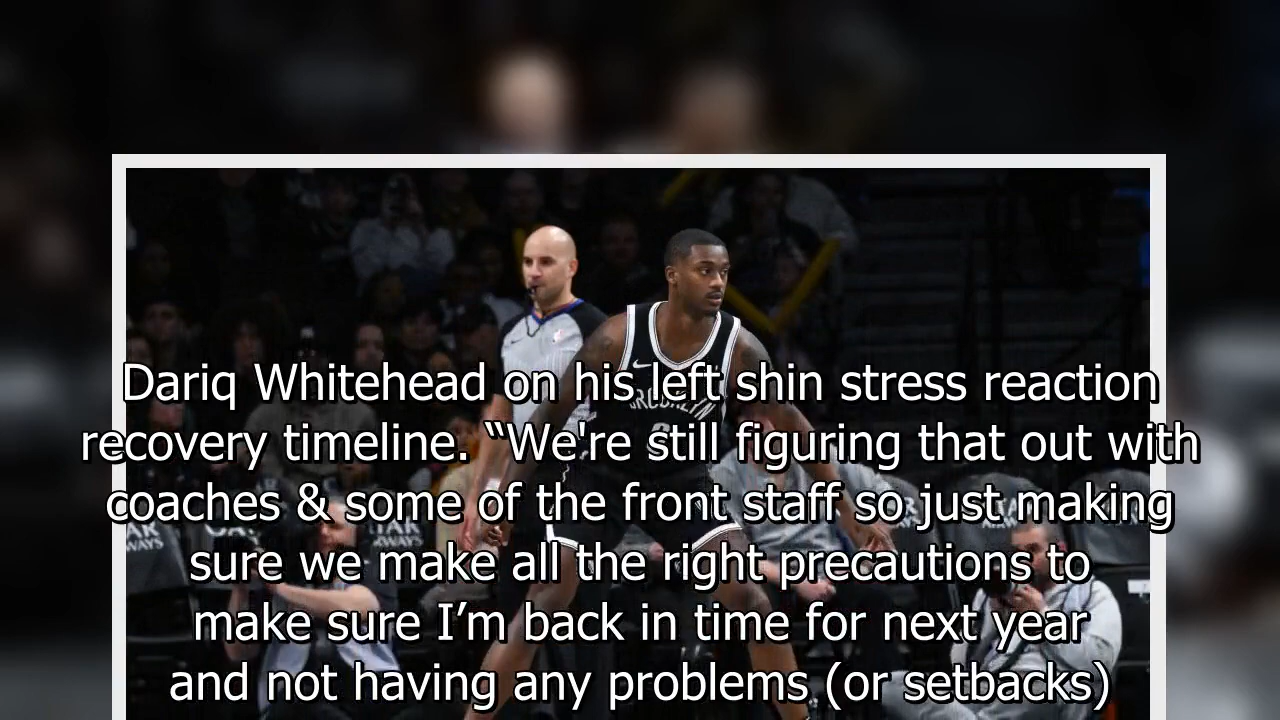 Dariq Whitehead on his left shin stress reaction
recovery timeline. “We're still figuring that out with
coaches & some of the front staff so just making
sure we make all the right precautions to
make sure I’m back in time for next year
and not having any problems (or setbacks)
BROOKLYN